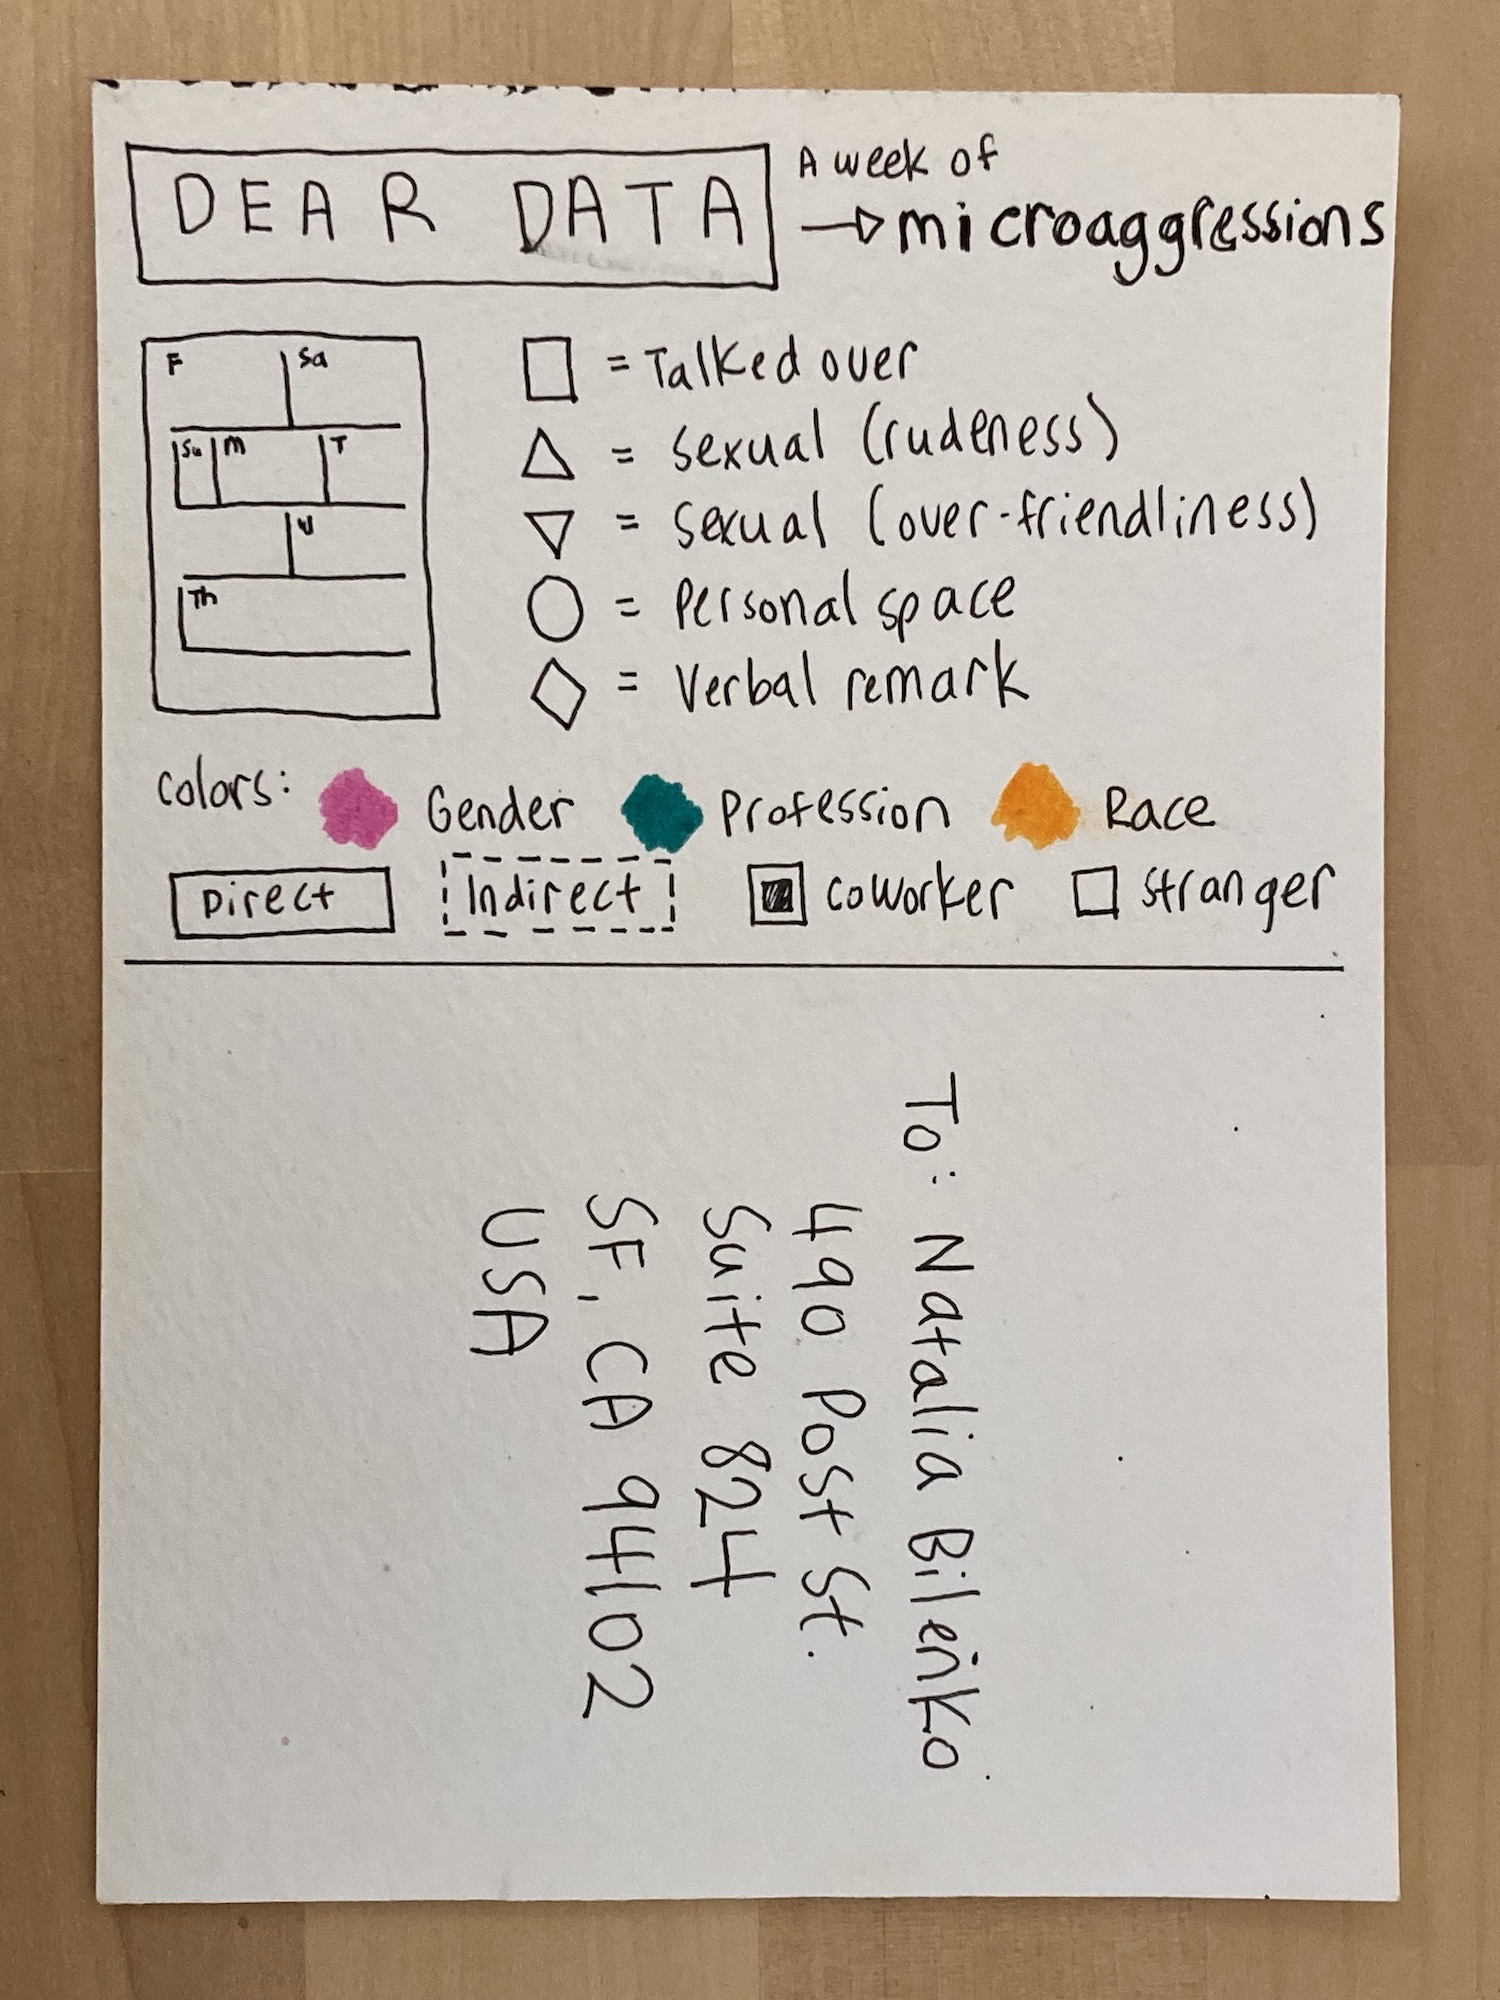 DEAR DATA
A week of
microaggressions
F
Sa
Su
M
T
W
Th
= Talked over
= sexual (rudeness)
= sexual (over-friendliness)
= Personal space
= Verbal remark
colors: Gender Profession Race
Direct Indirect coworker stranger
To: Natalia Bilenko
490 Post St.
Suite 824
SF, CA 94102
USA